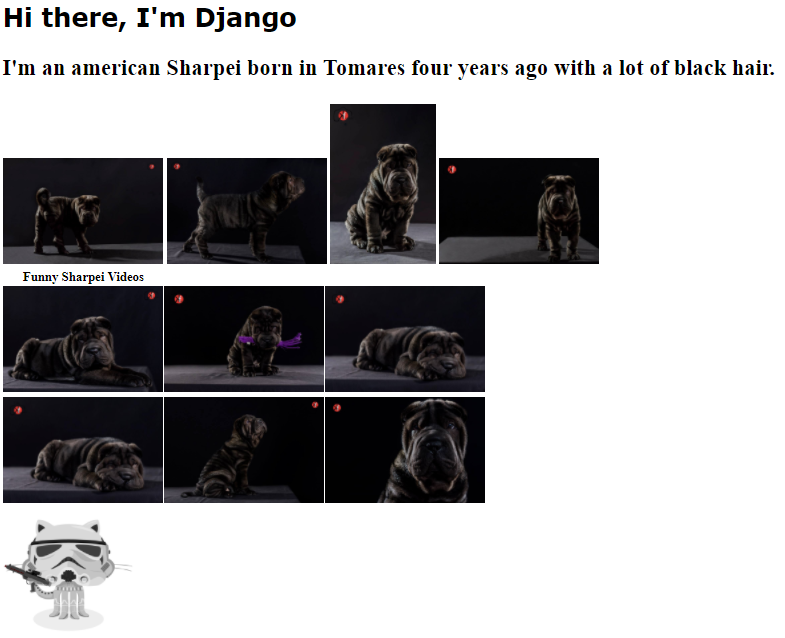 Hi there, I'm Django
I'm an american Sharpei born in Tomares four years ago with a lot of black hair.
Funny Sharpei Videos